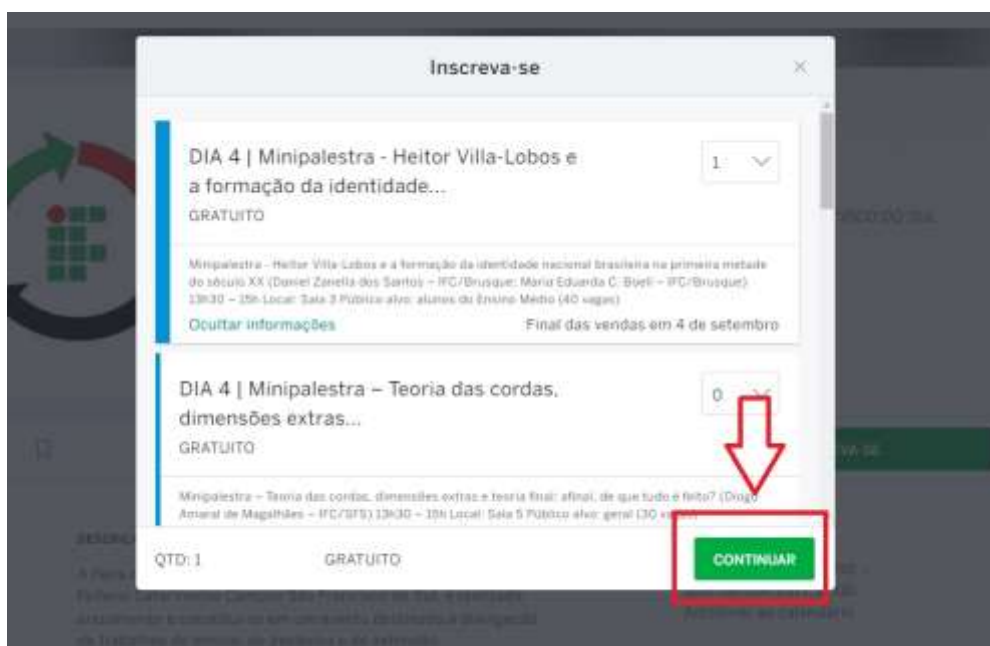 Inscreva-se
DIA 4 | Minipalestra - Heitor Villa-Lobos e
a formação da identidade...
1
GRATUITO
Minipalestra - Heitor Villa-Lobos e a formação da identidade nacional brasileira na primeira metade
do século XX (Daniel Zanella dos Santos – IFC/Brusque; Maria Eduarda C. – IFC/Brusque)
13h30 – 15h Local: Sala 3 Público alvo: alunos do Ensino Médio (40 vagas)
Ocultar informações
Final das vendas em 4 de setembro
DIA 4 | Minipalestra – Teoria das cordas,
dimensões extras...
0
GRATUITO
Minipalestra – Teoria das cordas, dimensões extras e teoria final: afinal, de que tudo é feito? (Diogo
Amaral de Magalhães – IFC/SFS) 13h30 – 15h Local: Sala 5 Público alvo: geral (30
QTD: 1
GRATUITO
CONTINUAR